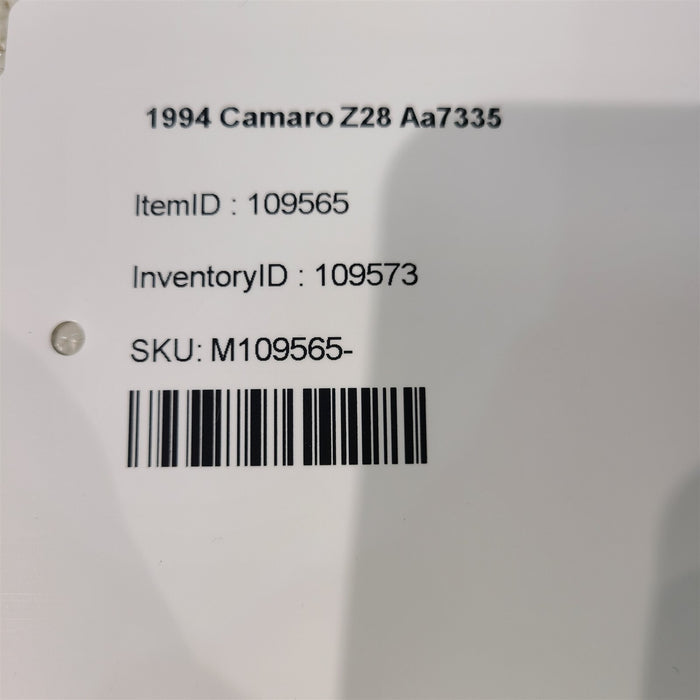 1994 Camaro Z28 Aa7335
ItemID : 109565
InventoryID : 109573
SKU: M109565-